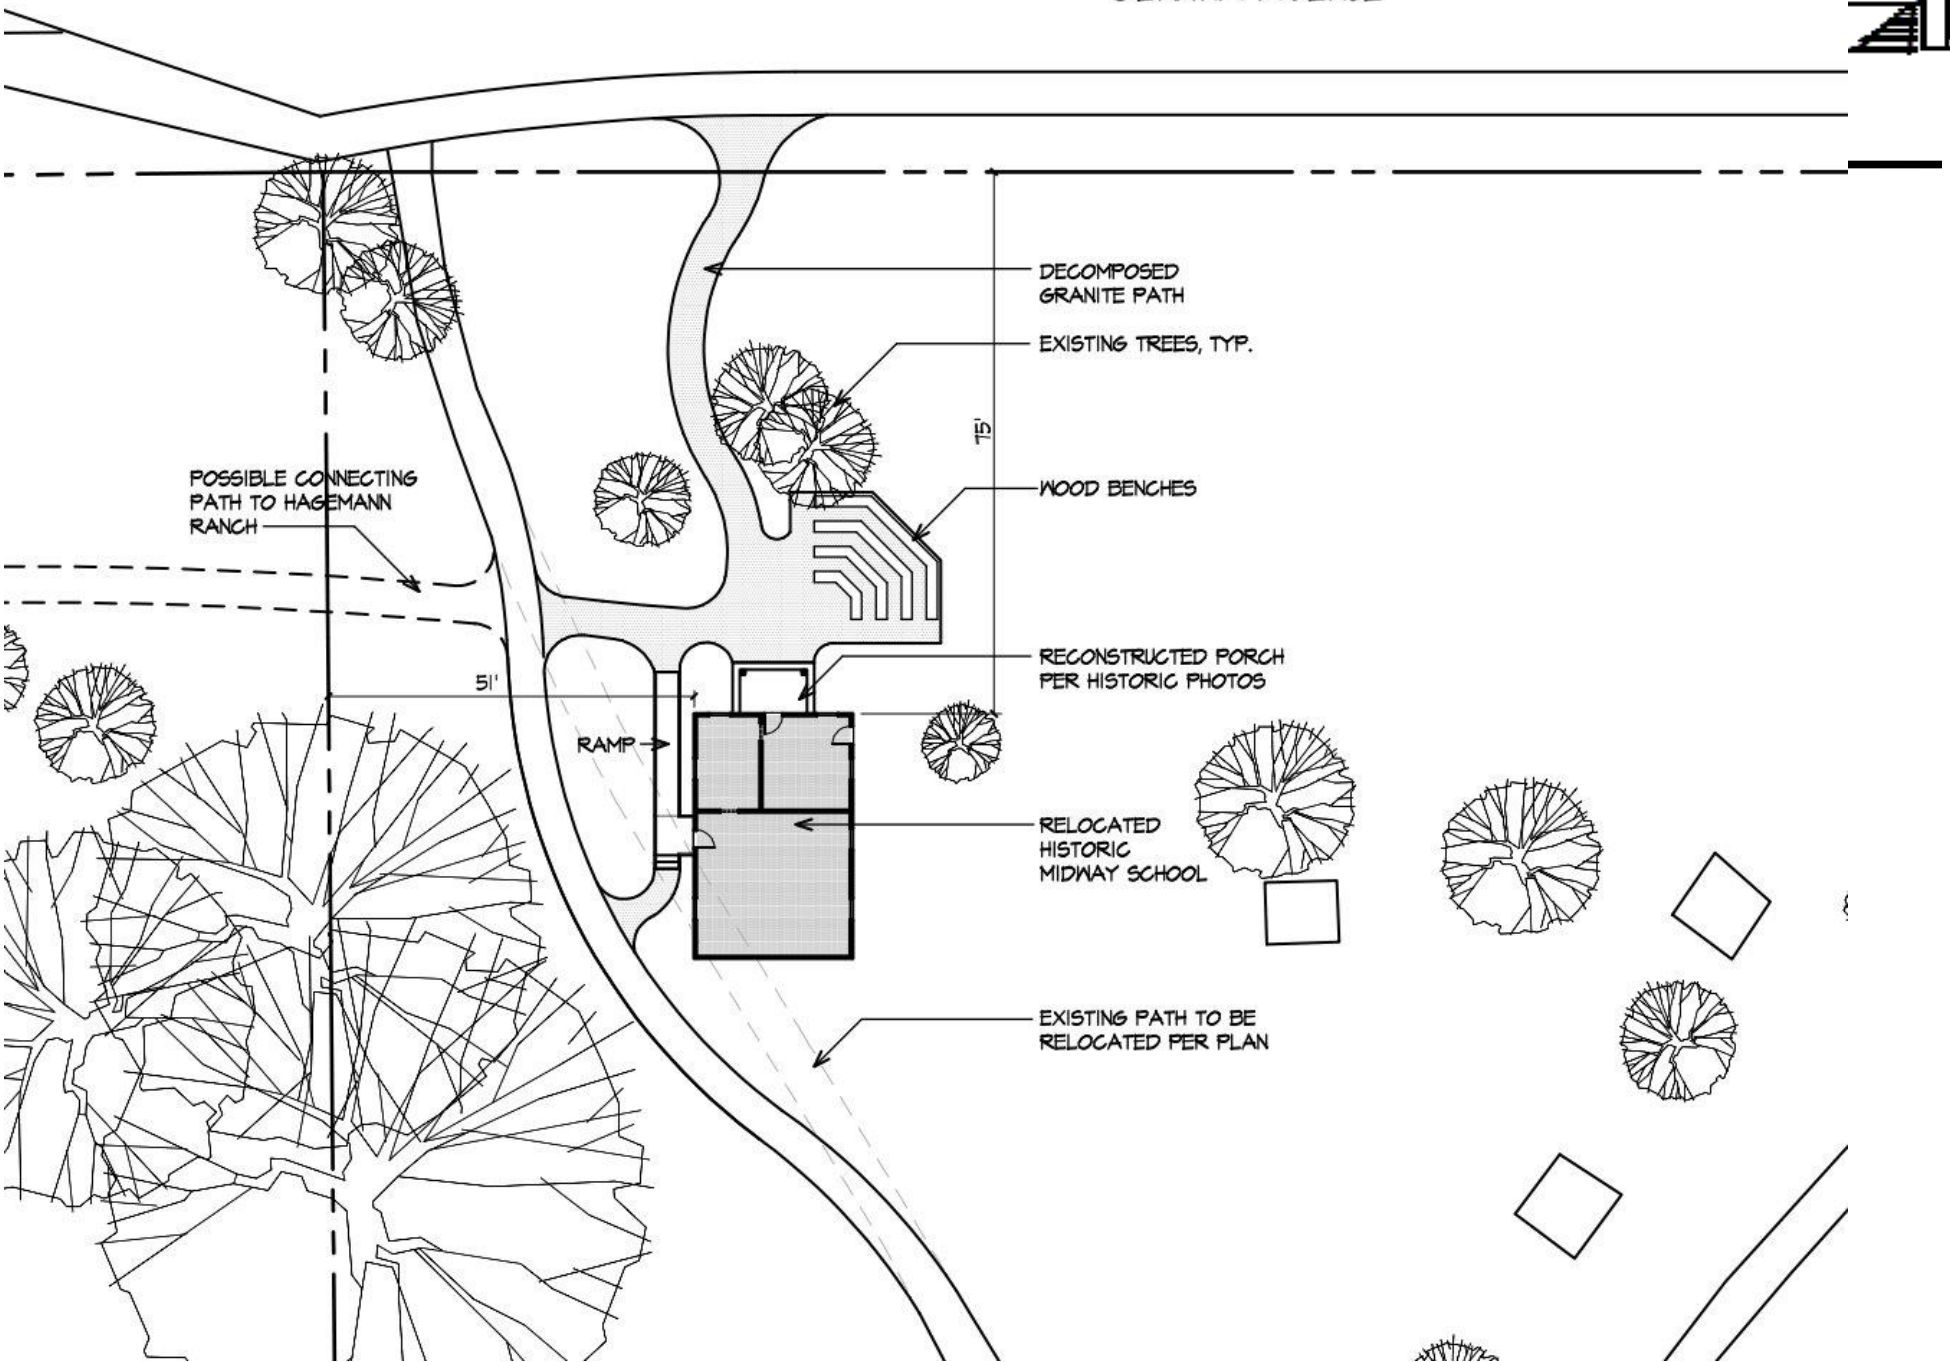 DECOMPOSED
GRANITE PATH
EXISTING TREES, TYP.
75'
POSSIBLE CONNECTING
PATH TO HAGEMANN
RANCH
WOOD BENCHES
RECONSTRUCTED PORCH
PER HISTORIC PHOTOS
51'
RAMP
RELOCATED
HISTORIC
MIDWAY SCHOOL
EXISTING PATH TO BE
RELOCATED PER PLAN